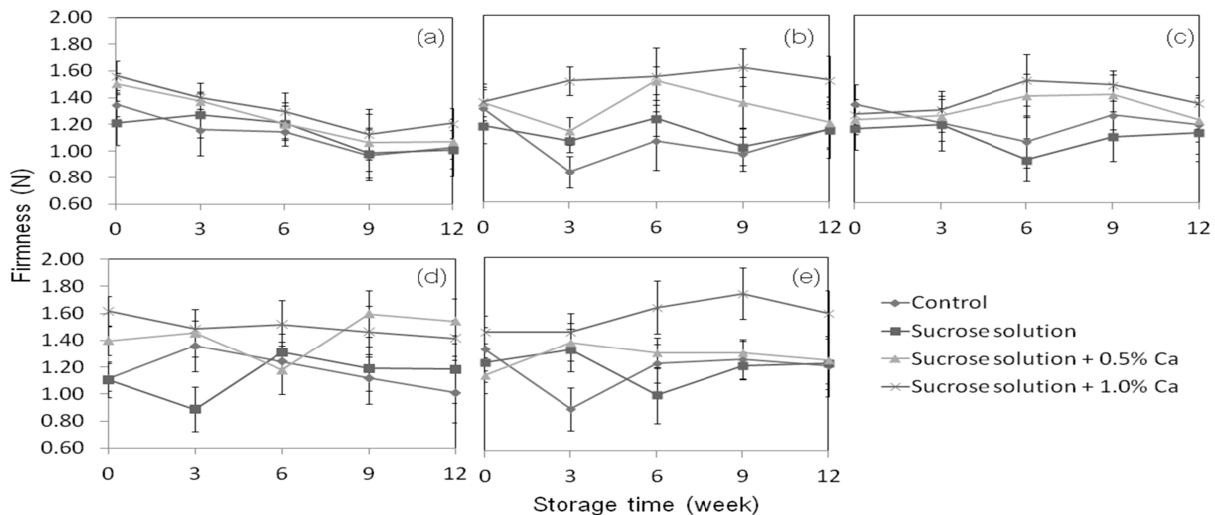 2.00
1.80
1.60
1.40
1.20
1.00
0.80
0.60
(a)
0 3 6 9 12
(b)
0 3 6 9 12
(c)
0 3 6 9 12
Firmness (N)
2.00
1.80
1.60
1.40
1.20
1.00
0.80
0.60
(d)
0 3 6 9 12
(e)
0 3 6 9 12
Control
Sucrose solution
Sucrose solution + 0.5% Ca
Sucrose solution + 1.0% Ca
Storage time (week)